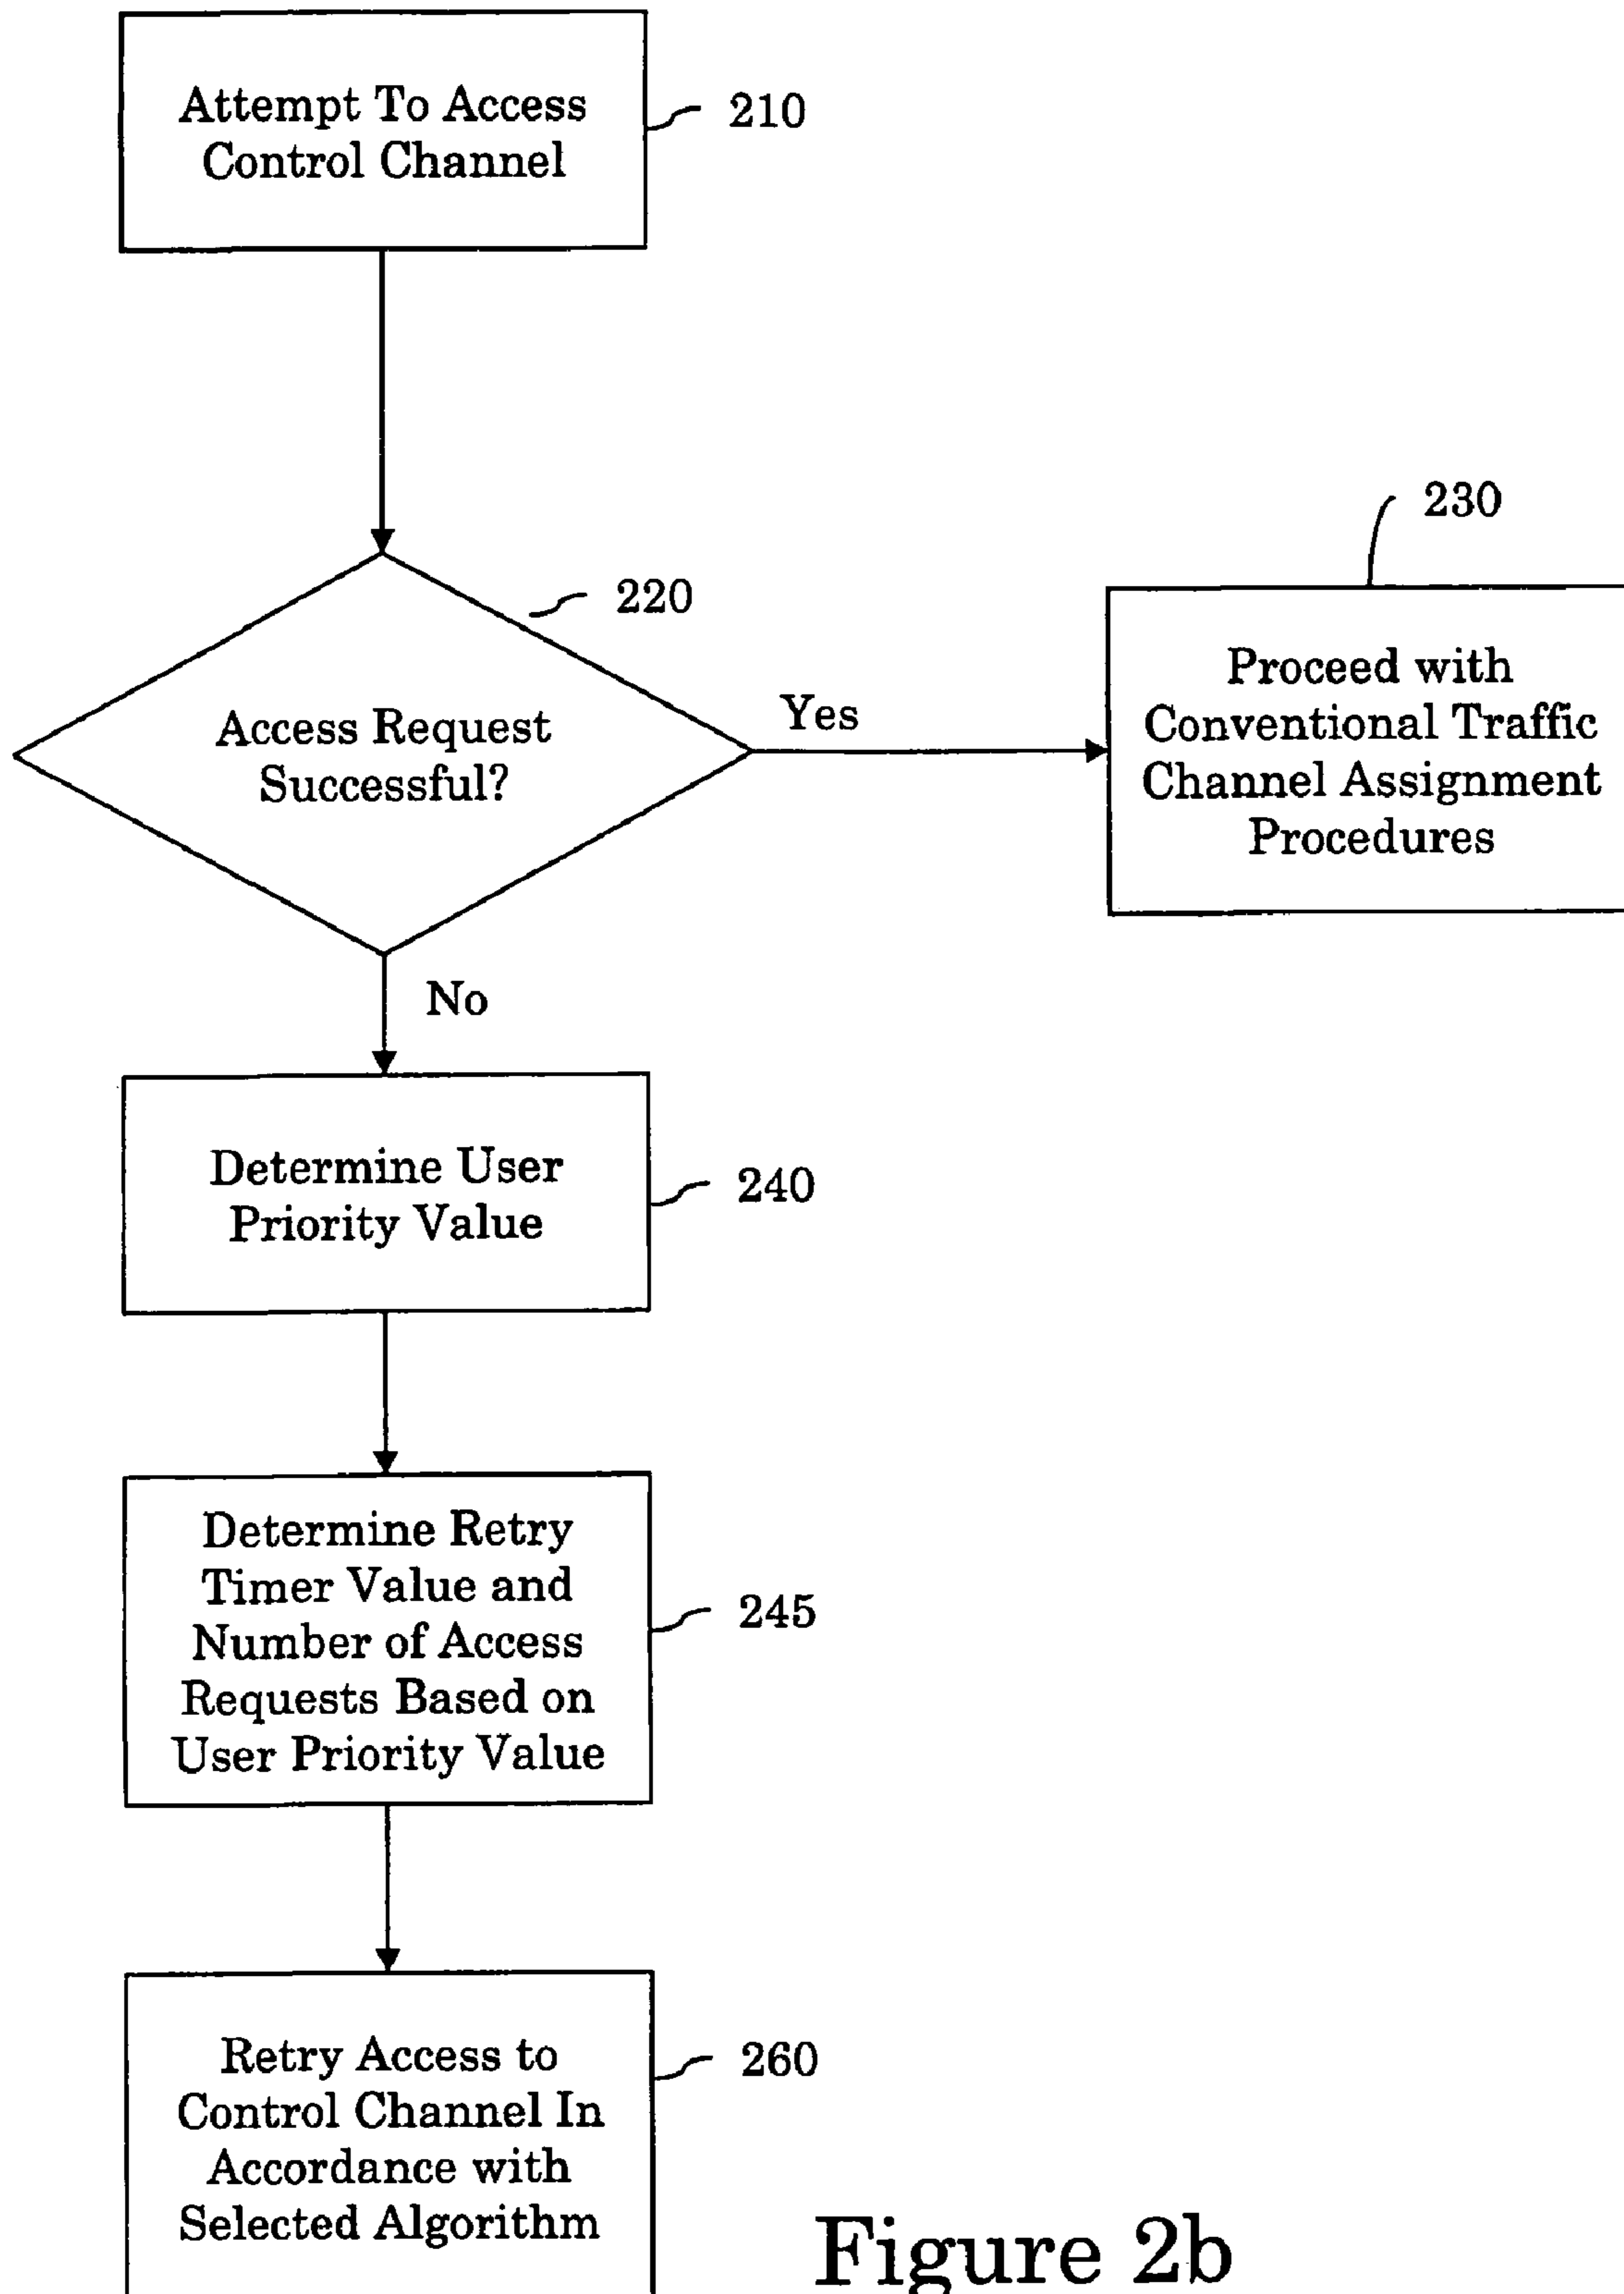 Attempt To Access
Control Channel
210
220
Access Request
Successful?
Yes
230
Proceed with
Conventional Traffic
Channel Assignment
Procedures
No
Determine User
Priority Value
240
Determine Retry
Timer Value and
Number of Access
Requests Based on
User Priority Value
245
Retry Access to
Control Channel In
Accordance with
Selected Algorithm
260
Figure 2b